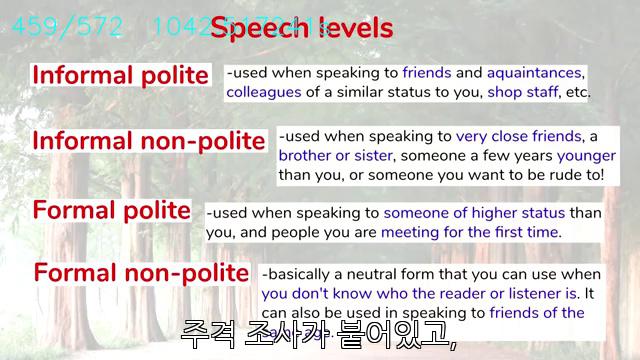 459/572
Speech levels
Informal polite
-used when speaking to friends and aquaintances,
colleagues of a similar status to you, shop staff, etc.
Informal non-polite
-used when speaking to very close friends, a
brother or sister, someone a few years younger
than you, or someone you want to be rude to!
Formal polite
-used when speaking to someone of higher status than
you, and people you are meeting for the first time.
Formal non-polite
-basically a neutral form that you can use when
you don't know who the reader or listener is. It
can also be used in speaking to friends of the
주격 조사가 붙어있고,